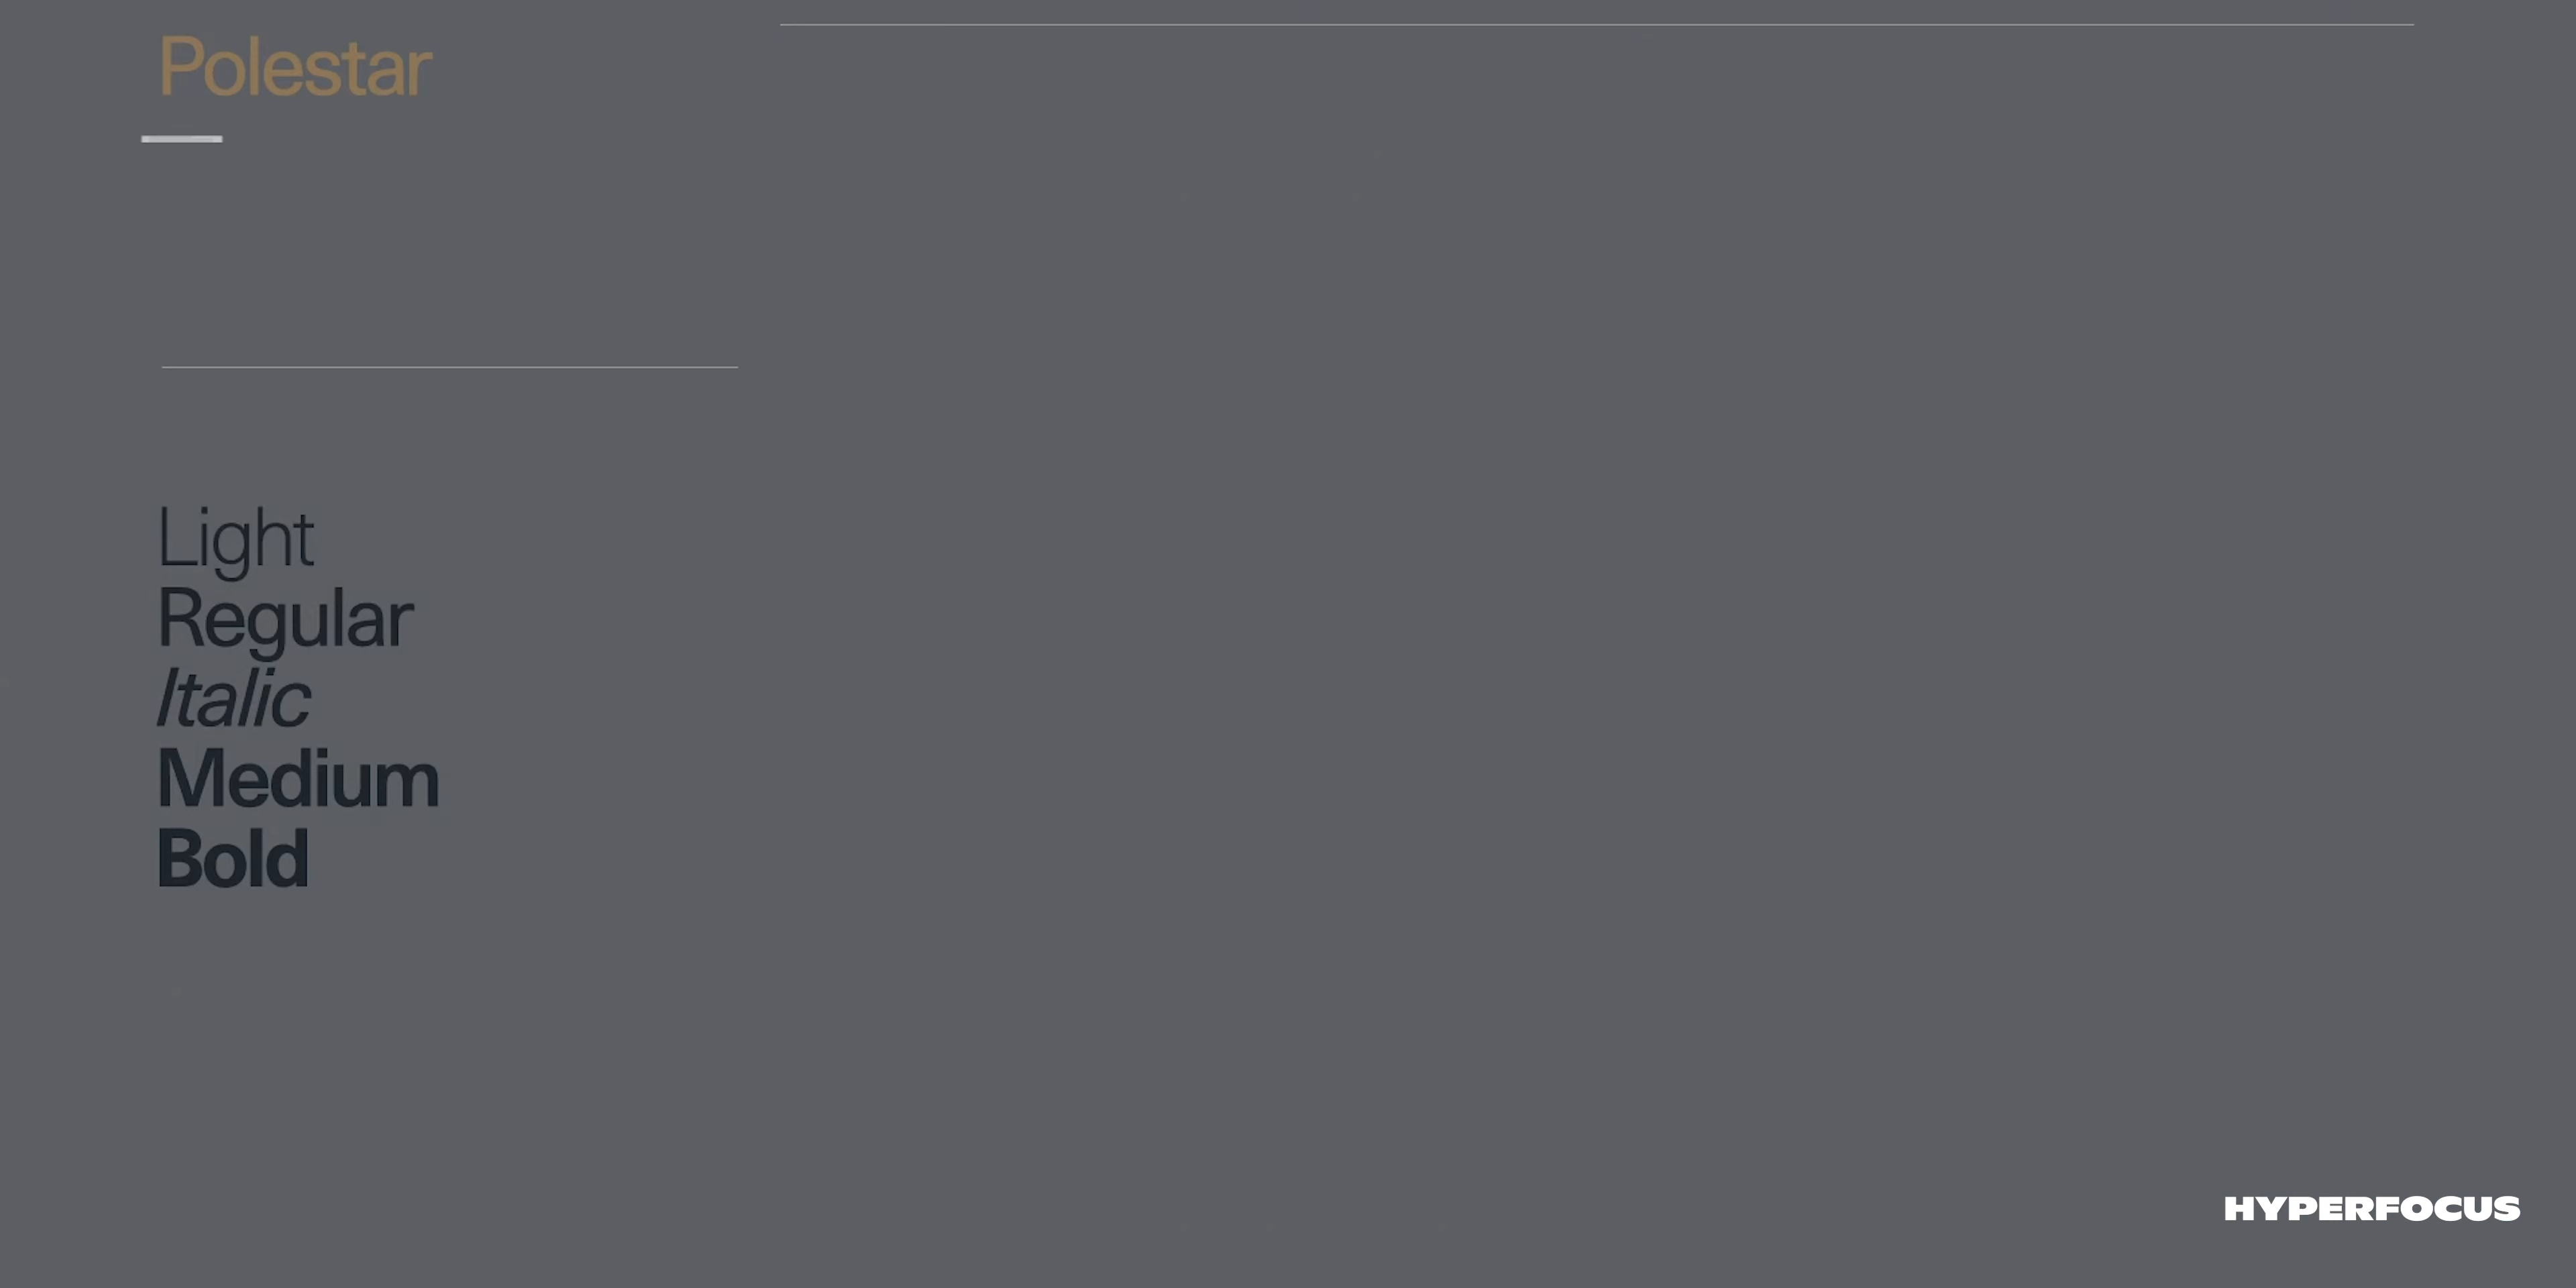 Polestar
Light
Regular
Italic
Medium
Bold
HYPERFOCUS